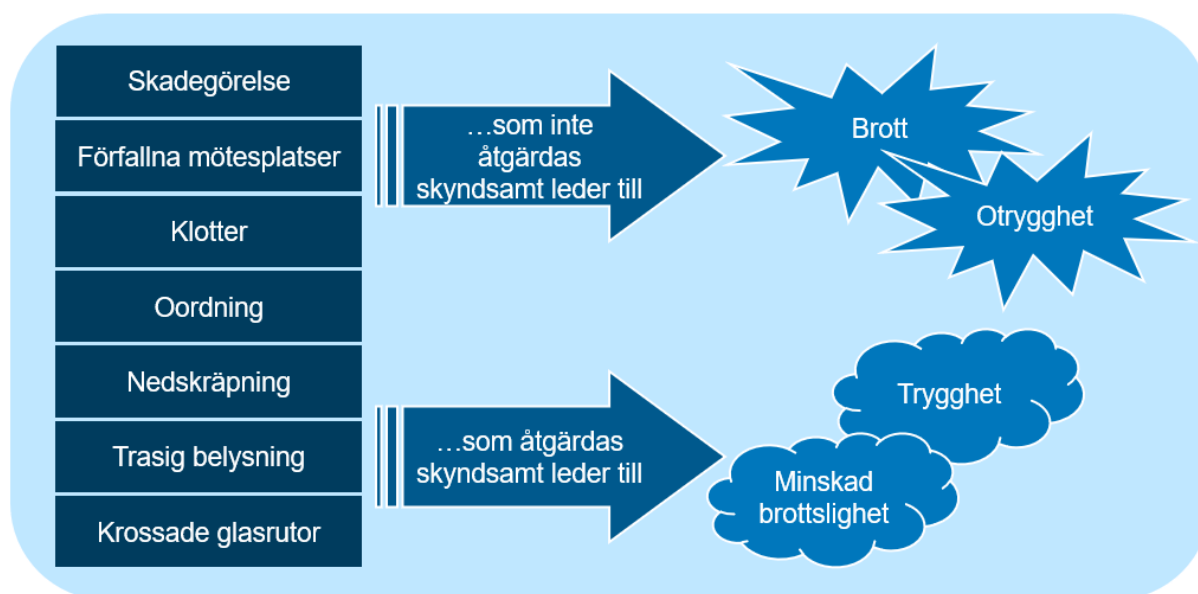 Skadegörelse
Förfallna mötesplatser
Klotter
Oordning
Nedskräpning
Trasig belysning
Krossade glasrutor
…som inte
åtgärdas
skyndsamt leder till
Brott
Otrygghet
…som åtgärdas
skyndsamt leder till
Trygghet
Minskad
brottslighet